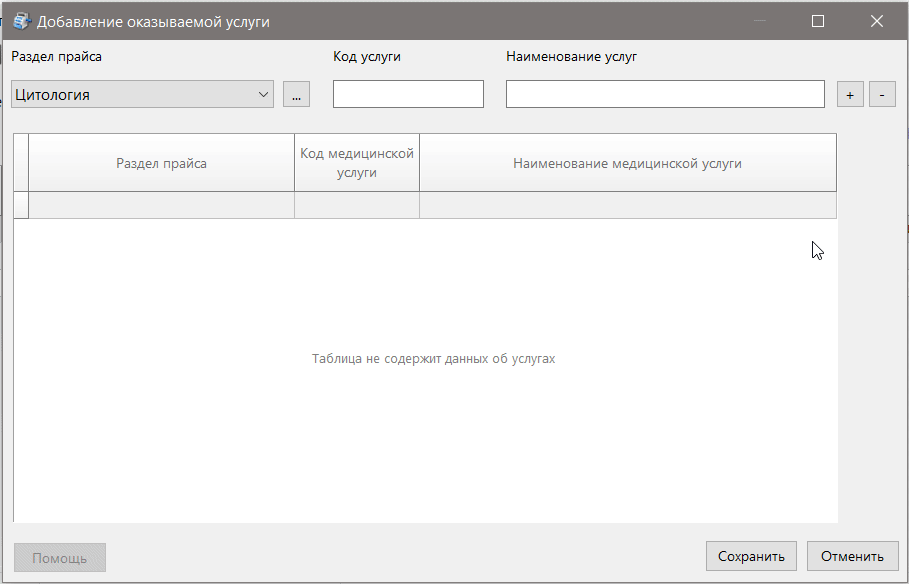 Добавление оказываемой услуги
Раздел прайса
Код услуги
Наименование услуг
Цитология
...
+
-
Раздел прайса
Код медицинской
услуги
Наименование медицинской услуги
Таблица не содержит данных об услугах
Помощь
Сохранить
Отменить